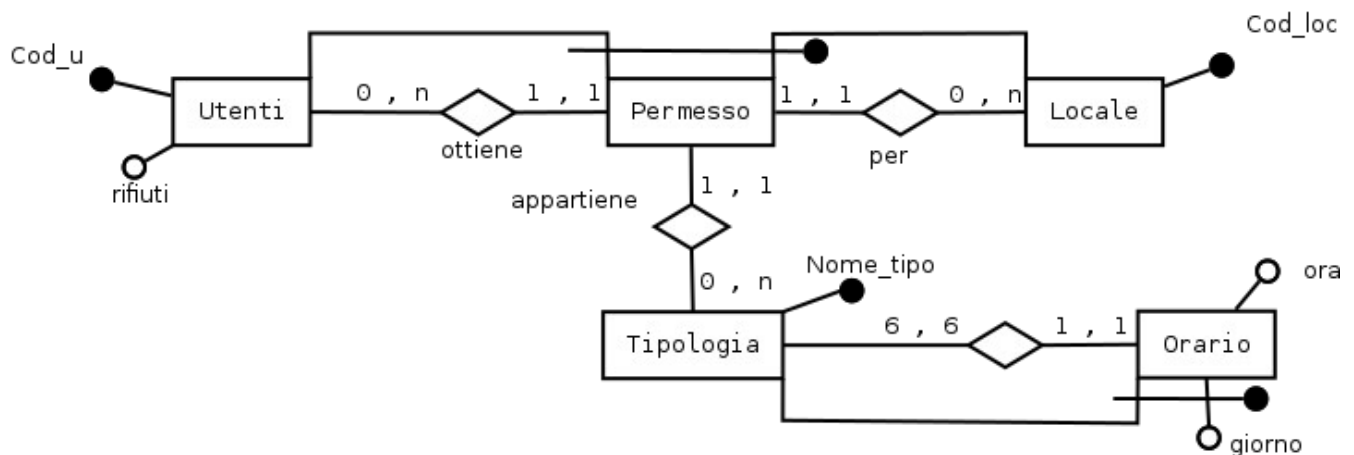 Cod_u
Cod_loc
Utenti
0 , n
1 , 1
Permesso
1 , 1
0 , n
Locale
ottiene
per
rifiuti
appartiene
1 , 1
Nome_tipo
ora
0 , n
Tipologia
6 , 6
1 , 1
Orario
giorno